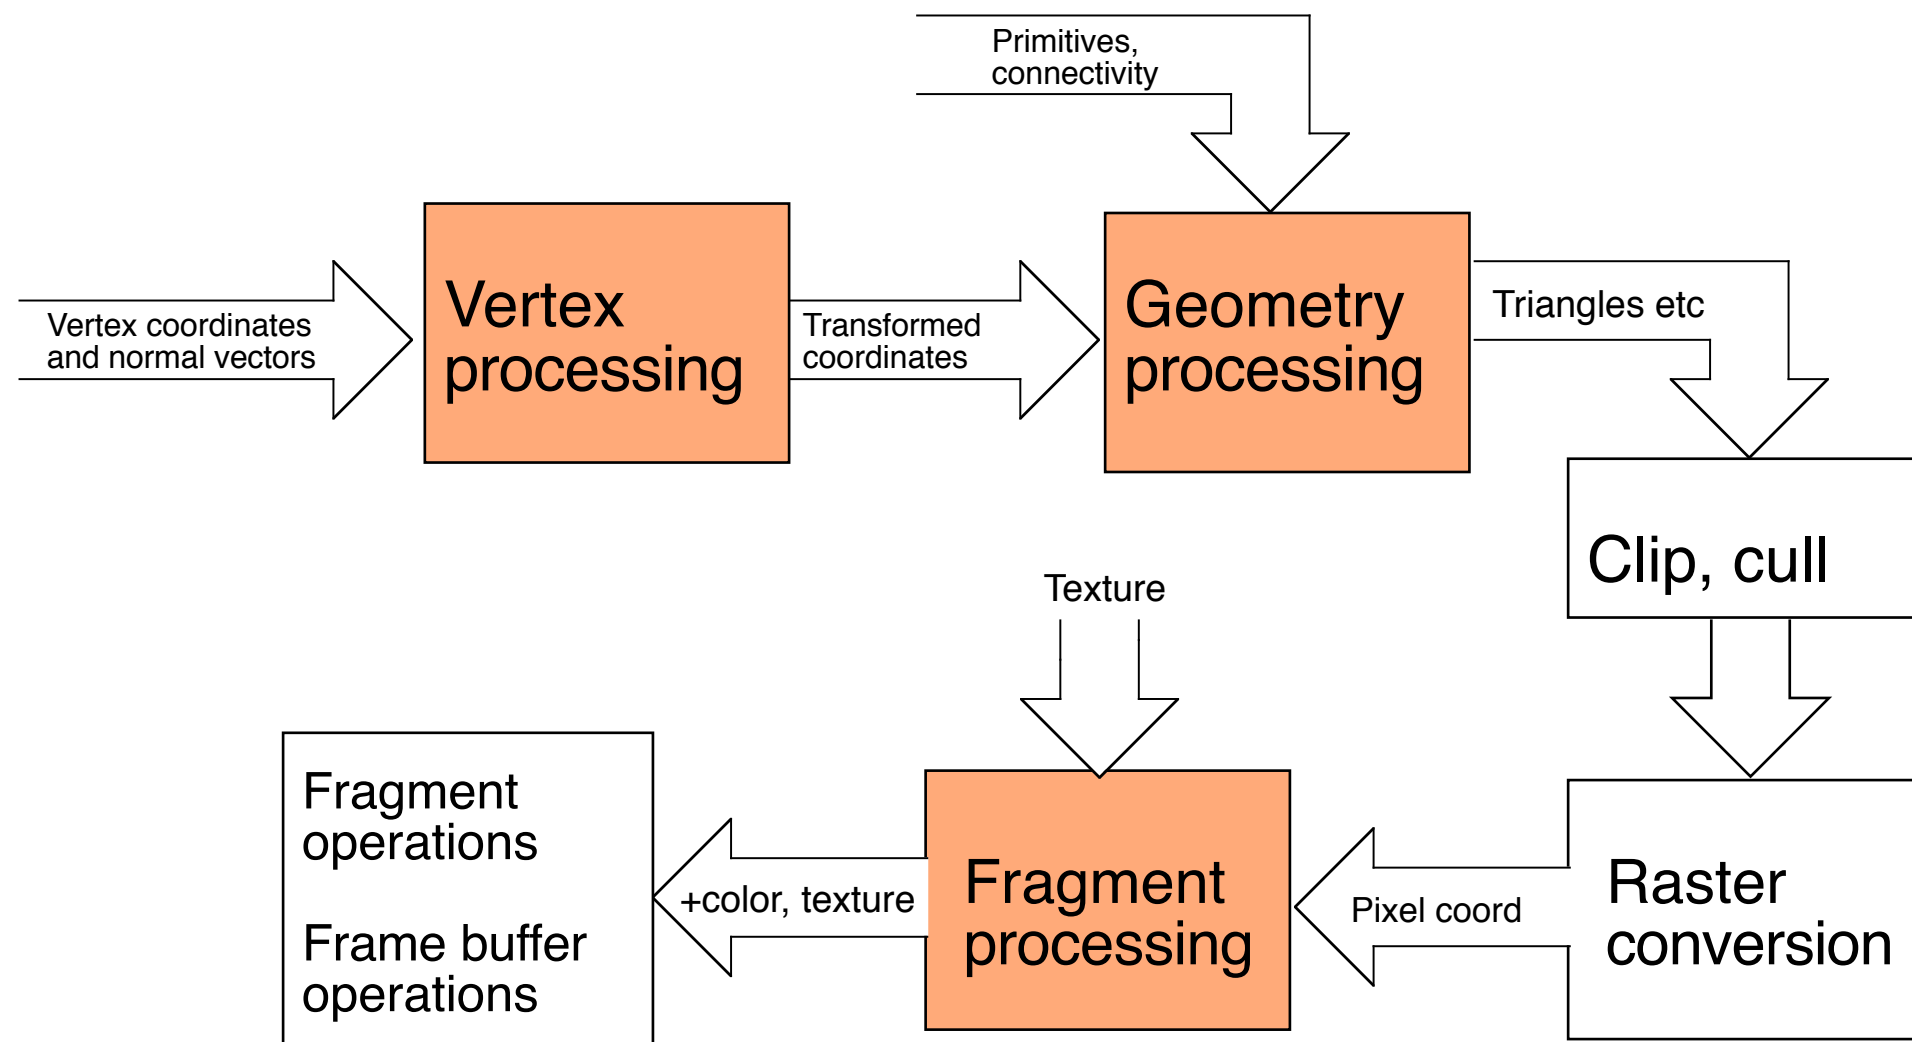 Primitives,
connectivity
Vertex coordinates
and normal vectors
Vertex
processing
Transformed
coordinates
Geometry
processing
Triangles etc
Clip, cull
Texture
Raster
conversion
Pixel coord
Fragment
processing
+color, texture
Fragment
operations
Frame buffer
operations